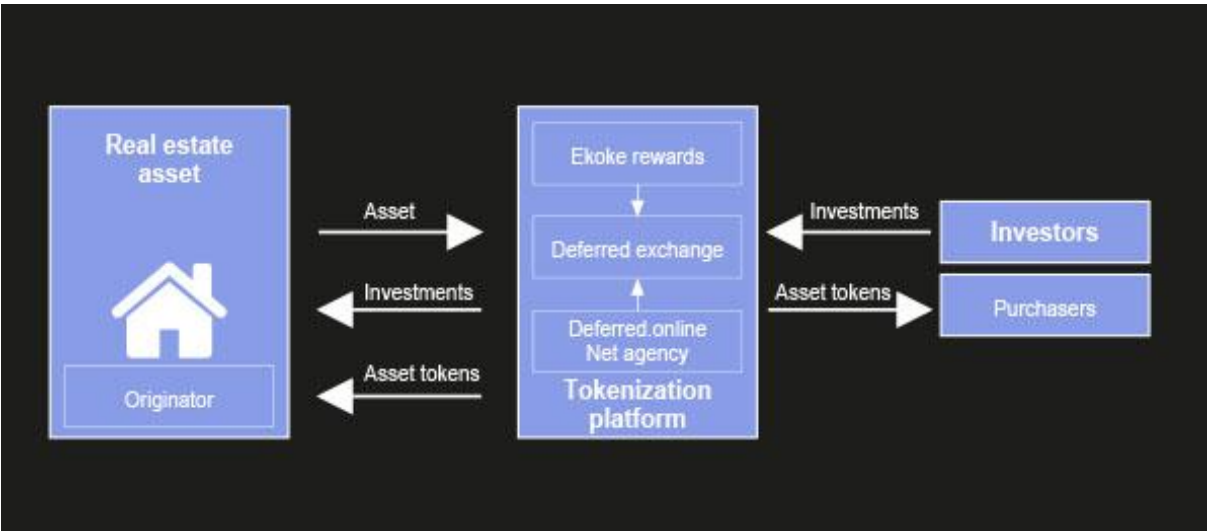 Real estate
asset
Originator
Asset
Investments
Asset tokens
Ekoke rewards
Deferred exchange
Deferred.online
Net agency
Tokenization
platform
Investments
Asset tokens
Investors
Purchasers